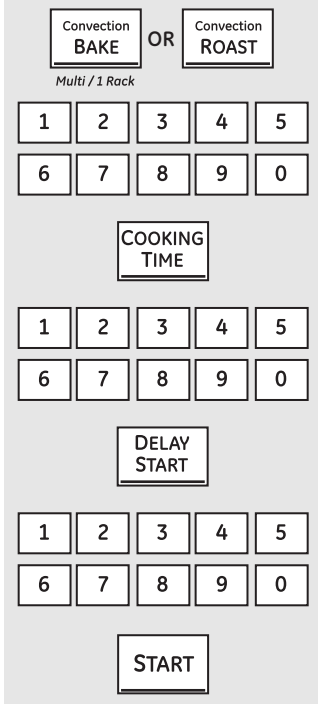 Convection Convection
BAKE OR ROAST
Multi / 1 Rack
1 2 3 4 5
6 7 8 9 0
COOKING
TIME
1 2 3 4 5
6 7 8 9 0
DELAY
START
1 2 3 4 5
6 7 8 9 0
START